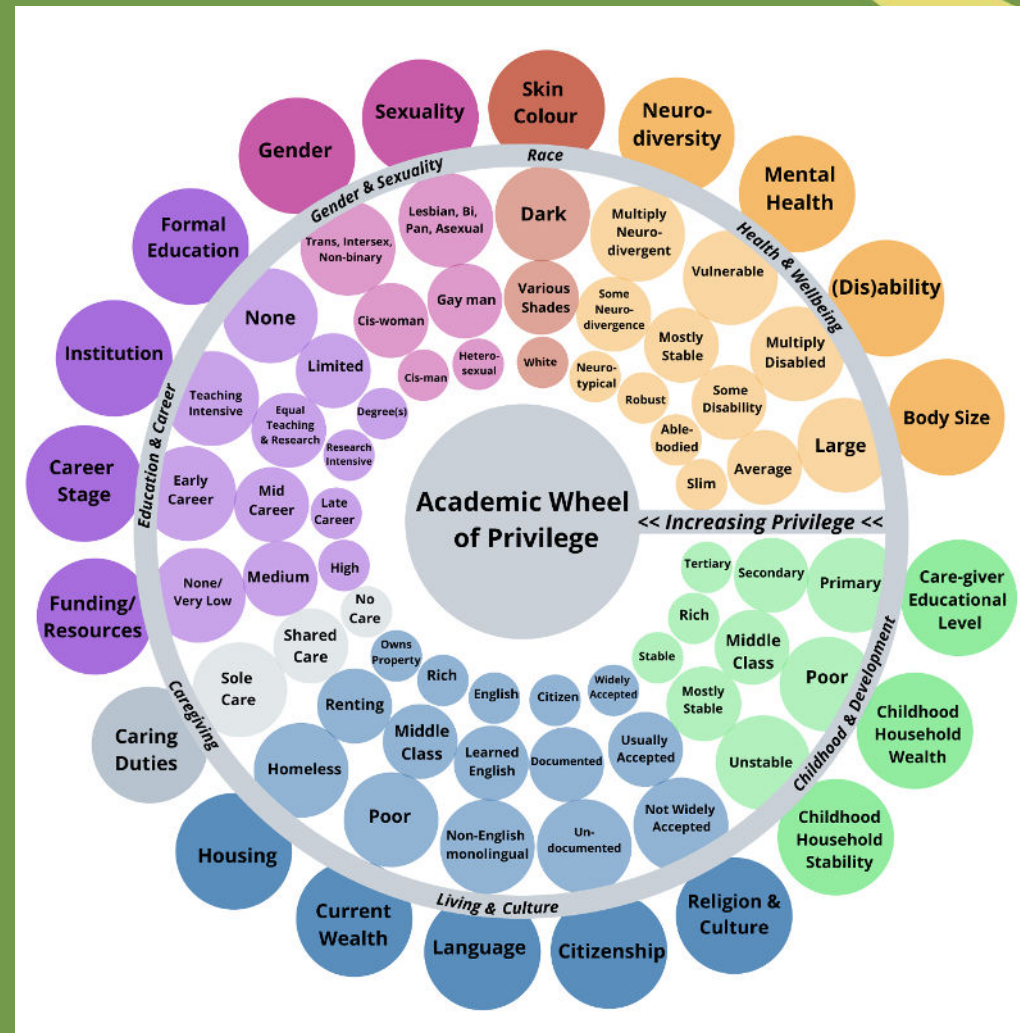 Academic Wheel
of Privilege
<< Increasing Privilege <<
Race
Skin
Colour
Dark
Various
Shades
White
Health & Wellbeing
Neuro-
diversity
Multiply
Neuro-
divergent
Some
Neuro-
divergence
Neuro-
typical
Mental
Health
Vulnerable
Mostly
Stable
Robust
(Dis)ability
Multiply
Disabled
Some
Disability
Able-
bodied
Body Size
Large
Average
Slim
Childhood & Development
Care-giver
Educational
Level
Primary
Secondary
Tertiary
Childhood
Household
Wealth
Poor
Middle
Class
Rich
Childhood
Household
Stability
Unstable
Mostly
Stable
Stable
Living & Culture
Religion &
Culture
Not Widely
Accepted
Usually
Accepted
Widely
Accepted
Citizenship
Un-
documented
Documented
Citizen
Language
Non-English
monolingual
Learned
English
English
Current
Wealth
Poor
Middle
Class
Rich
Housing
Homeless
Renting
Owns
Property
Caregiving
Caring
Duties
Sole
Care
Shared
Care
No
Care
Education & Career
Funding/
Resources
None/
Very Low
Medium
High
Career
Stage
Early
Career
Mid
Career
Late
Career
Institution
Teaching
Intensive
Equal
Teaching
& Research
Research
Intensive
Formal
Education
None
Limited
Degree(s)
Gender & Sexuality
Gender
Trans, Intersex,
Non-binary
Cis-woman
Cis-man
Sexuality
Lesbian, Bi,
Pan, Asexual
Gay man
Hetero-
sexual